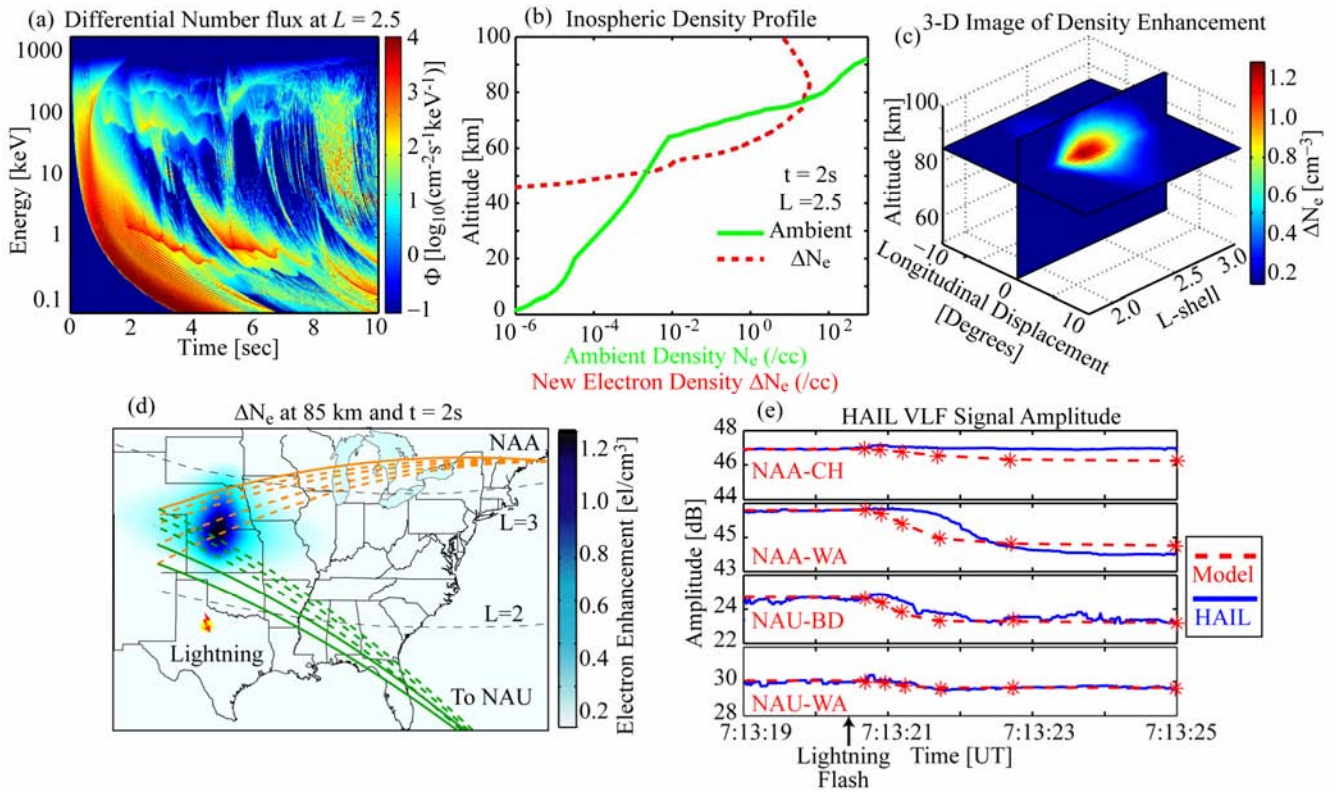 (a) Differential Number flux at L = 2.5
1000
100
10
1
0.1
Energy [keV]
0 2 4 6 8 10
Time [sec]
4
3
2
1
0
−1
Φ [log10(cm−2s−1keV−1)]
(b) Inospheric Density Profile
100
80
60
40
20
0
Altitude [km]
t = 2s
L =2.5
Ambient
ΔNe
10−6 10−4 10−2 100 102
Ambient Density Ne (/cc)
New Electron Density ΔNe (/cc)
(c)
3-D Image of Density Enhancement
100
90
80
60
Altitude [km]
−10
0
10
Longitudinal Displacement
[Degrees]
2.0
2.5
3.0
L-shell
1.2
1.0
0.8
0.6
0.4
0.2
ΔNe [cm−3]
(d) ΔNe at 85 km and t = 2s
NAA
L=3
L=2
Lightning
To NAU
1.2
1.0
0.8
0.6
0.4
0.2
Electron Enhancement [el/cm3]
(e) HAIL VLF Signal Amplitude
48
46
44
NAA-CH
45
43
NAA-WA
24
22
NAU-BD
30
28
NAU-WA
Amplitude [dB]
7:13:19 7:13:21 7:13:23 7:13:25
Time [UT]
Lightning
Flash
Model
HAIL